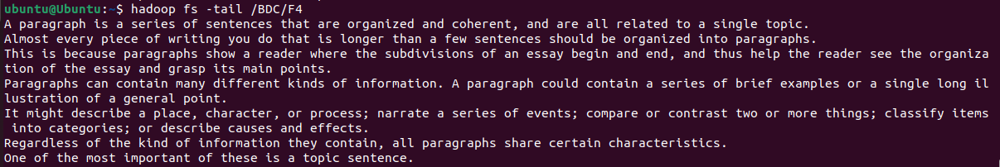 ubuntu@Ubuntu:~$ hadoop fs -tail /BDC/F4
A paragraph is a series of sentences that are organized and coherent, and are all related to a single topic.
Almost every piece of writing you do that is longer than a few sentences should be organized into paragraphs.
This is because paragraphs show a reader where the subdivisions of an essay begin and end, and thus help the reader see the organiza
tion of the essay and grasp its main points.
Paragraphs can contain many different kinds of information. A paragraph could contain a series of brief examples or a single long il
lustration of a general point.
It might describe a place, character, or process; narrate a series of events; compare or contrast two or more things; classify items
 into categories; or describe causes and effects.
Regardless of the kind of information they contain, all paragraphs share certain characteristics.
One of the most important of these is a topic sentence.